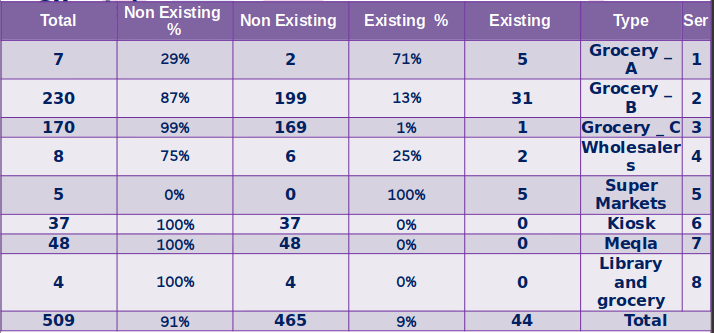 Total Non Existing % Non Existing Existing % Existing Type Ser
7 29% 2 71% 5 Grocery _ A 1
230 87% 199 13% 31 Grocery _ B 2
170 99% 169 1% 1 Grocery _ C 3
8 75% 6 25% 2 Wholesalers 4
5 0% 0 100% 5 Super Markets 5
37 100% 37 0% 0 Kiosk 6
48 100% 48 0% 0 Meqla 7
4 100% 4 0% 0 Library and grocery 8
509 91% 465 9% 44 Total